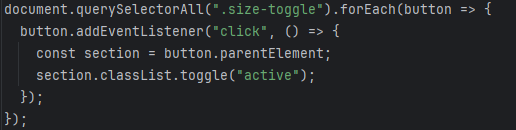 document.querySelectorAll(".size-toggle").forEach(button => {
  button.addEventListener("click", () => {
    const section = button.parentElement;
    section.classList.toggle("active");
  });
});